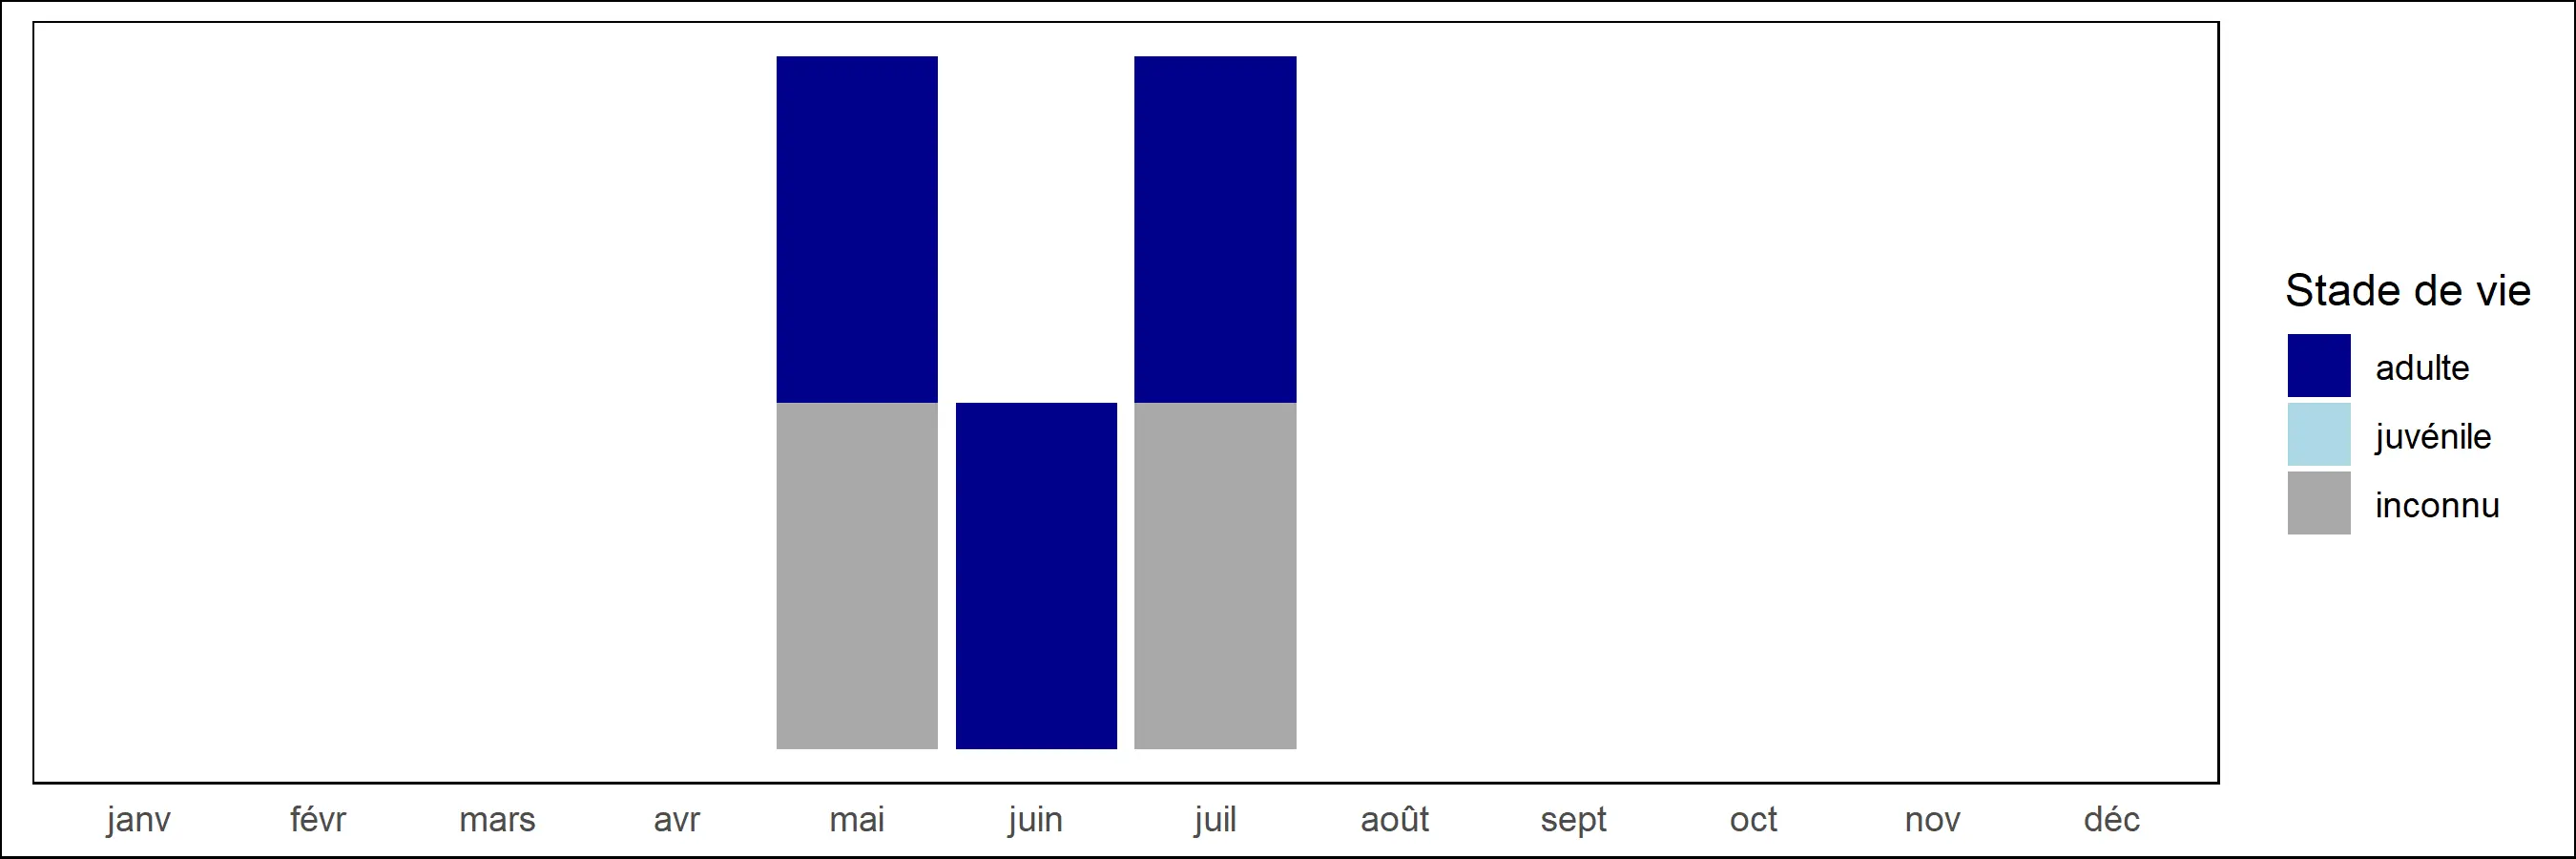 Stade de vie
adulte
juvénile
inconnu
janv févr mars avr mai juin juil août sept oct nov déc